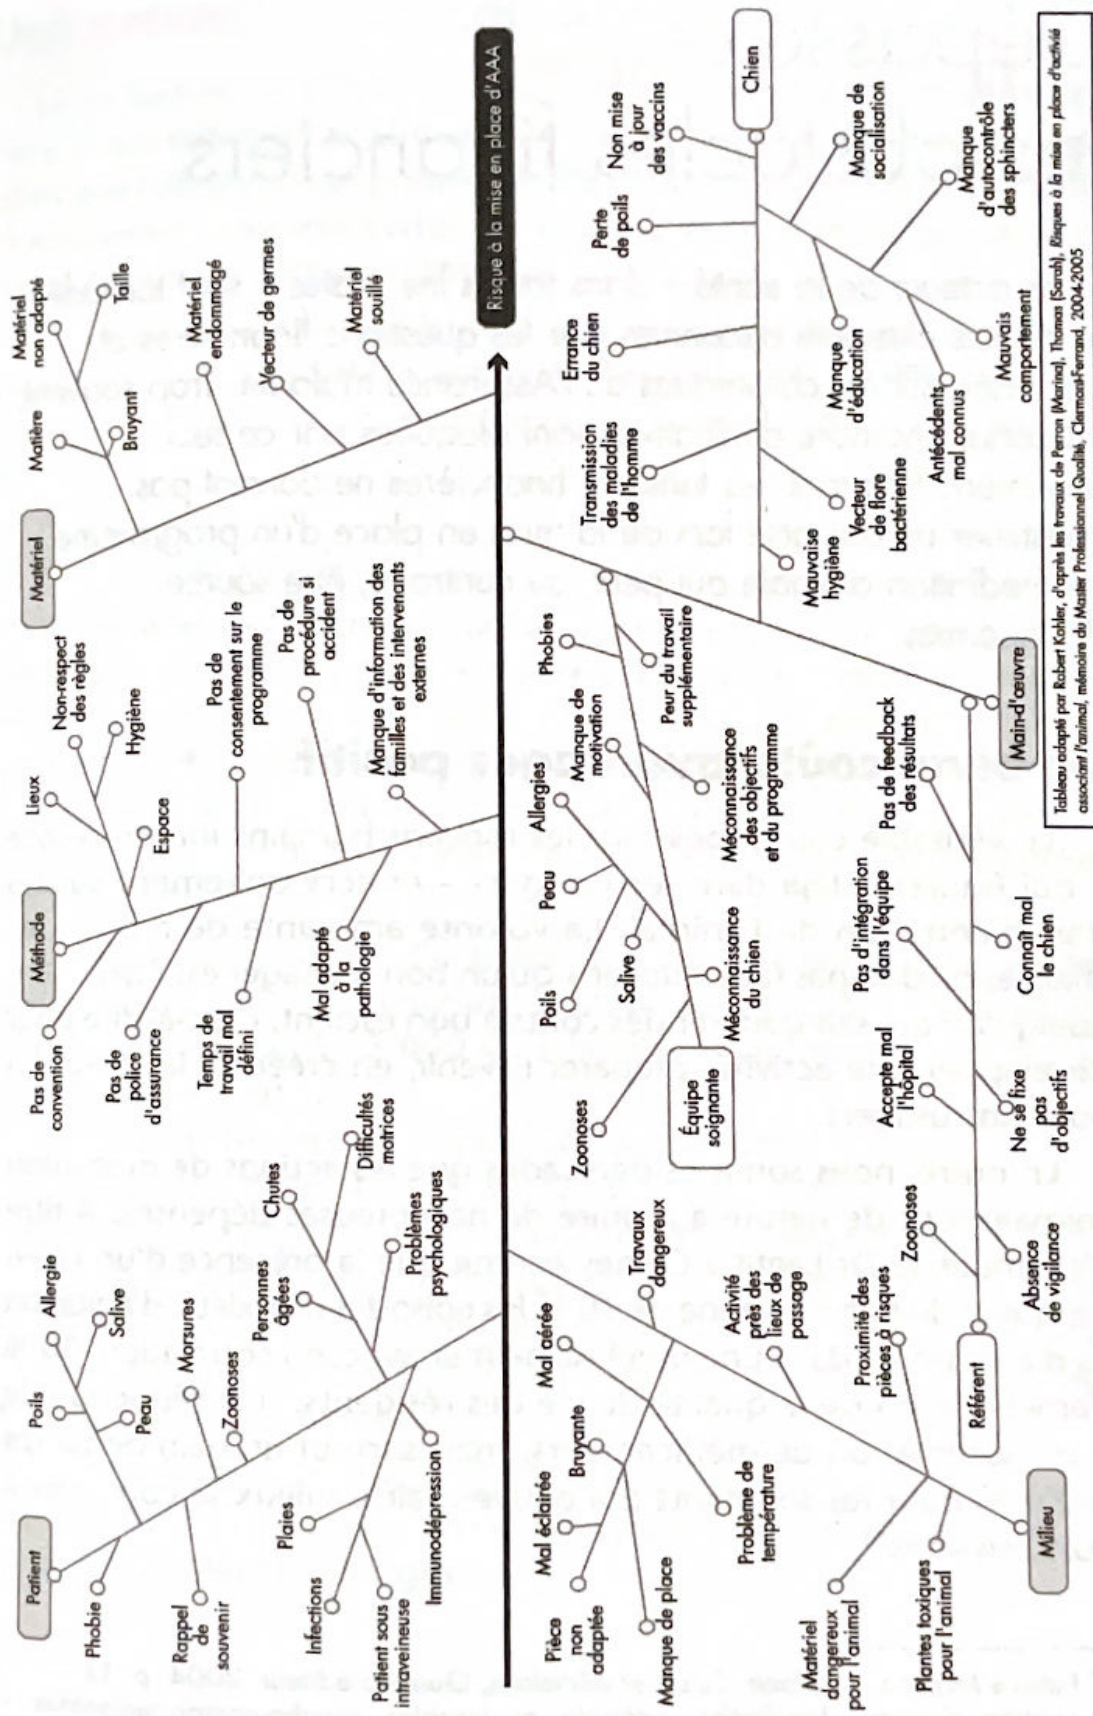 Patient
Phobie
Rappel
de
souvenir
Poils
Allergie
Salive
Peau
Morsures
Zoonoses
Plaies
Infections
Patient sous
intraveineuse
Immunodépression
Personnes
âgées
Chutes
Difficultés
motrices
Problèmes
psychologiques
Méthode
Pas de
convention
Pas de
police
d'assurance
Temps de
travail mal
défini
Mal adapté
à la
pathologie
Lieux
Non-respect
des règles
Hygiène
Espace
Pas de
consentement sur le
programme
Pas de
procédure si
accident
Manque d'information des
familles et des intervenants
externes
Matériel
Matière
Matériel
non adapté
Taille
Bruyant
Matériel
endomagé
Vecteur de germes
Matériel
souillé
Risque à la mise en place d'AAA
Pièce
non
adaptée
Mal éclairée
Bruyante
Mal aérée
Manque de place
Problème de
température
Travaux
dangereux
Activité
près des
lieux de
passage
Proximité des
pièces à risques
Matériel
dangereux
pour l'animal
Plantes toxiques
pour l'animal
Milieu
Équipe
soignante
Zoonoses
Poils
Salive
Peau
Allergies
Manque de
motivation
Phobies
Méconnaissance
du chien
Méconnaissance
des objectifs
et du programme
Peur du travail
supplémentaire
Référent
Zoonoses
Absence
de vigilance
Accepte mal
l'hôpital
Ne se fixe
pas
d'objectifs
Pas d'intégration
dans l'équipe
Connaît mal
le chien
Pas de feedback
des résultats
Main-d'œuvre
Transmission
des maladies
de l'homme
Errance
du chien
Perte
de poils
Non mise
à jour
des vaccins
Chien
Mauvaise
hygiène
Vecteur
de flore
bactérienne
Manque
d'éducation
Manque de
socialisation
Antécédents
mal connus
Mauvais
comportement
Manque
d'autocontrôle
des sphincters
Tableau adapté par Robert Kohler, d'après les travaux de Perron (Marina), Thomas (Sarah), Risques à la mise en place d'activité
associant l'animal, mémoire de Master Professionnel Qualité, Clermont-Ferrand, 2004-2005